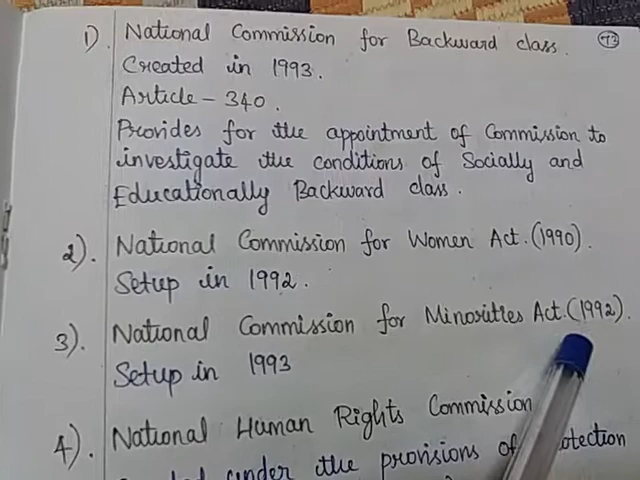 1). National Commission for Backward class.
93
Created in 1993.
Article - 340.
Provides for the appointment of Commission to
investigate the conditions of Socially and
Educationally Backward class.
2). National Commission for Women Act. (1990).
Setup in 1992.
3). National Commission for Minorities Act. (1992).
Setup in 1993
4). National Human Rights Commission
under the provisions of